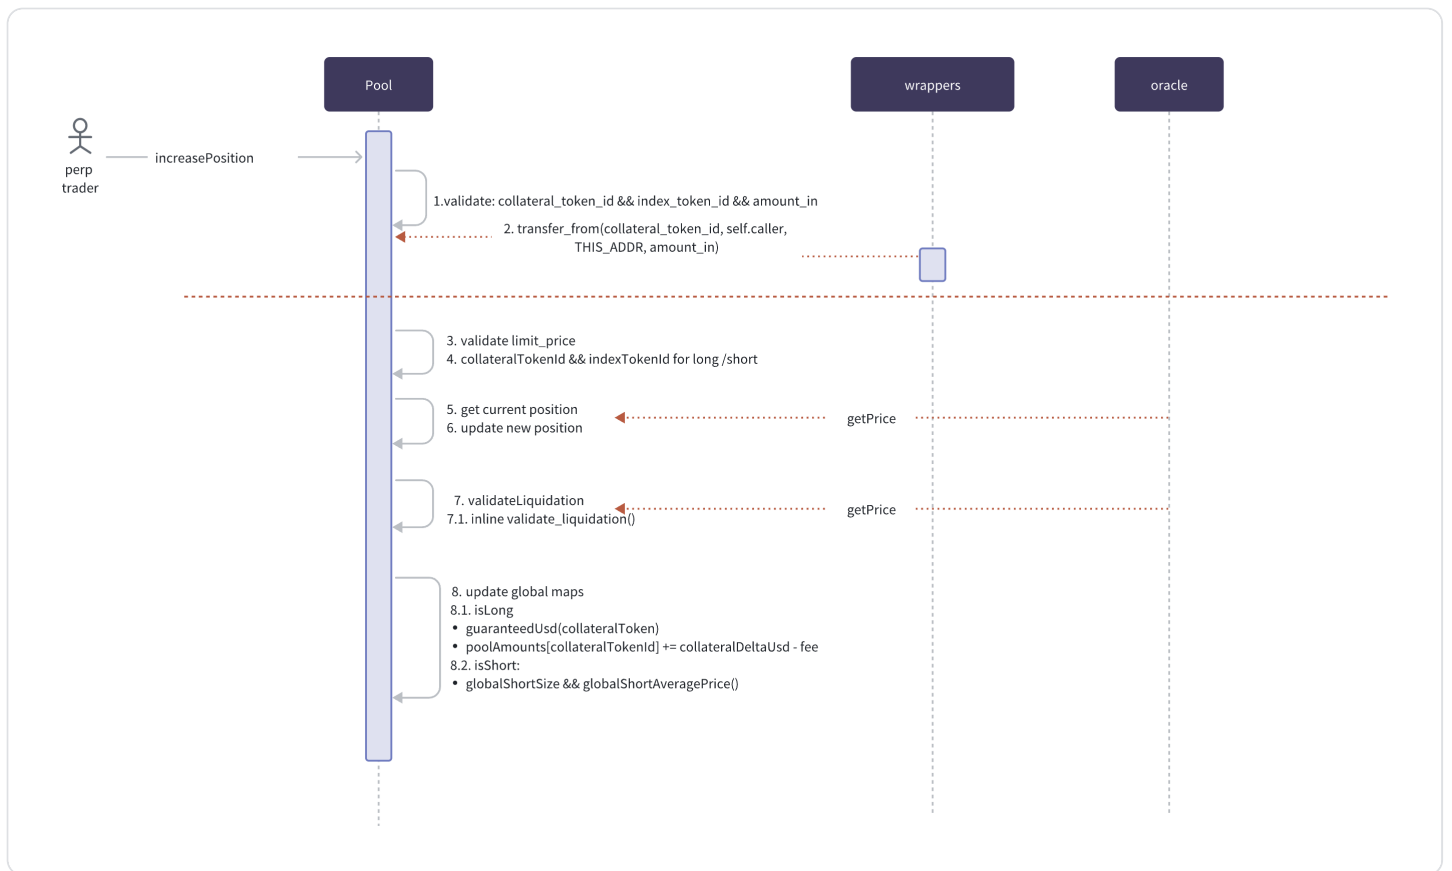 Pool
wrappers
oracle
perp
trader
increasePosition
1.validate: collateral_token_id && index_token_id && amount_in
2. transfer_from(collateral_token_id, self.caller,
THIS_ADDR, amount_in)
3. validate limit_price
4. collateralTokenId && indexTokenId for long /short
5. get current position
6. update new position
getPrice
7. validateLiquidation
7.1. inline validate_liquidation()
getPrice
8. update global maps
8.1. isLong
• guaranteedUsd(collateralToken)
• poolAmounts[collateralTokenId] += collateralDeltaUsd - fee
8.2. isShort:
• globalShortSize && globalShortAveragePrice()